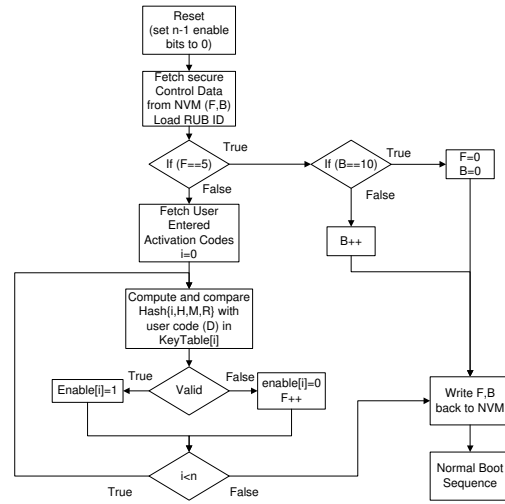 Reset
(set n-1 enable
bits to 0)
Fetch secure
Control Data
from NVM (F,B)
Load RUB ID
If (F==5)
True
False
If (B==10)
True
False
F=0
B=0
B++
Fetch User
Entered
Activation Codes
i=0
Compute and compare
Hash{i,H,M,R} with
user code (D) in
KeyTable[i]
Valid
True
False
Enable[i]=1
enable[i]=0
F++
i<n
True
False
Write F,B
back to NVM
Normal Boot
Sequence